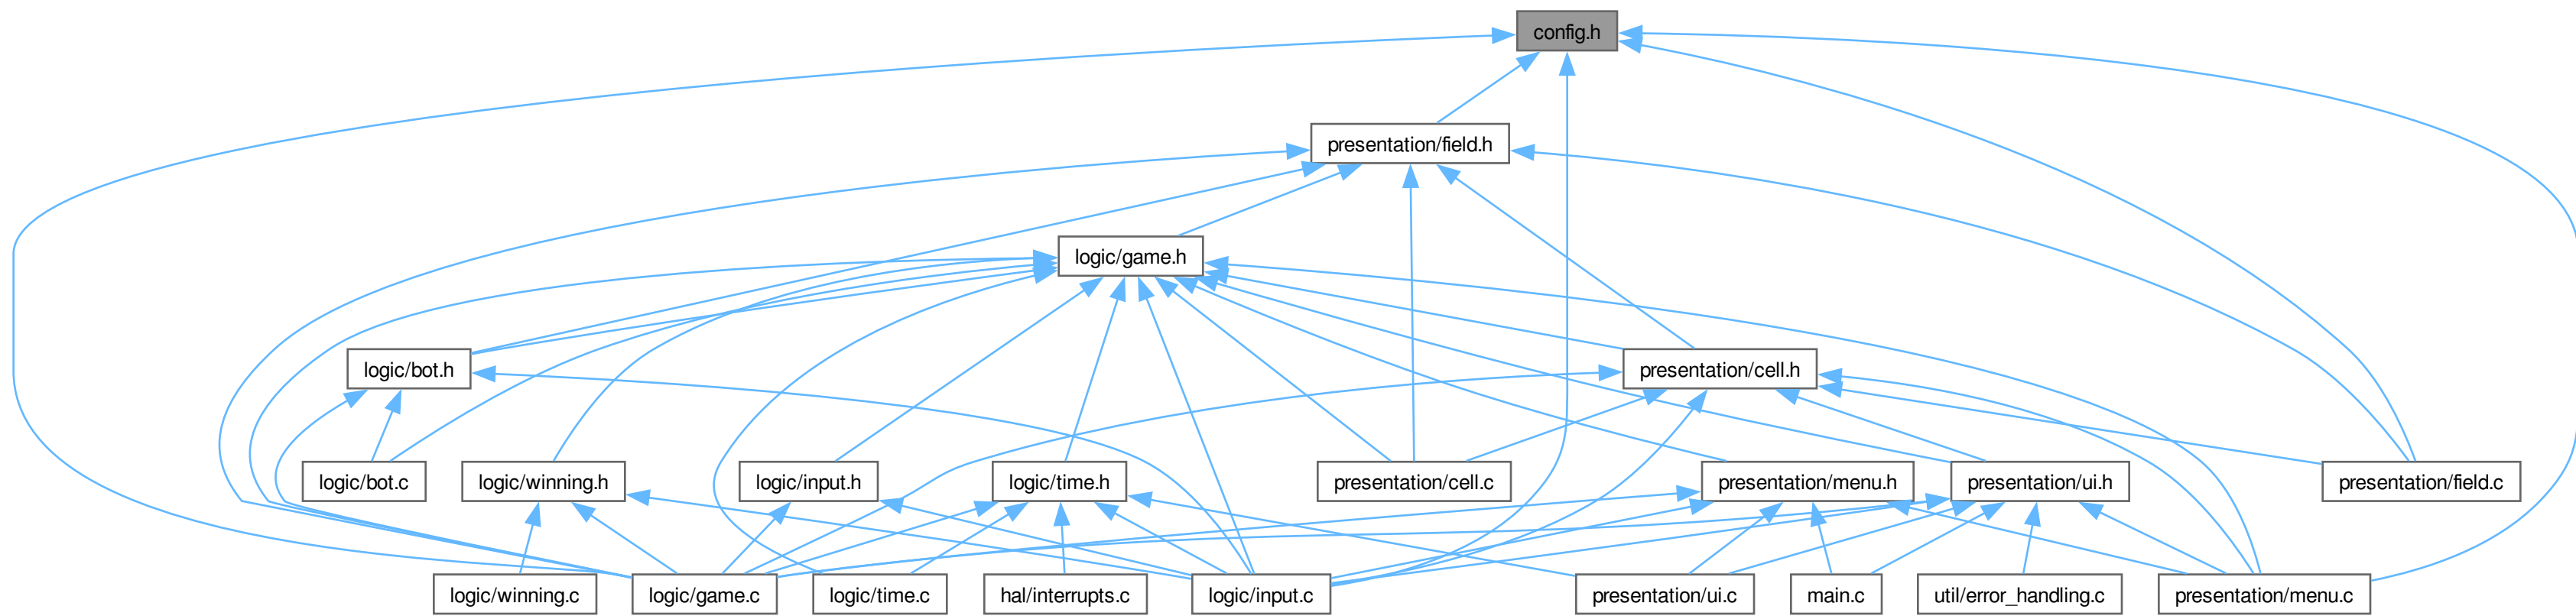 config.h
presentation/field.h
logic/game.h
logic/bot.h
presentation/cell.h
logic/bot.c
logic/winning.h
logic/input.h
logic/time.h
presentation/cell.c
presentation/menu.h
presentation/ui.h
presentation/field.c
logic/winning.c
logic/game.c
logic/time.c
hal/interrupts.c
logic/input.c
presentation/ui.c
main.c
util/error_handling.c
presentation/menu.c